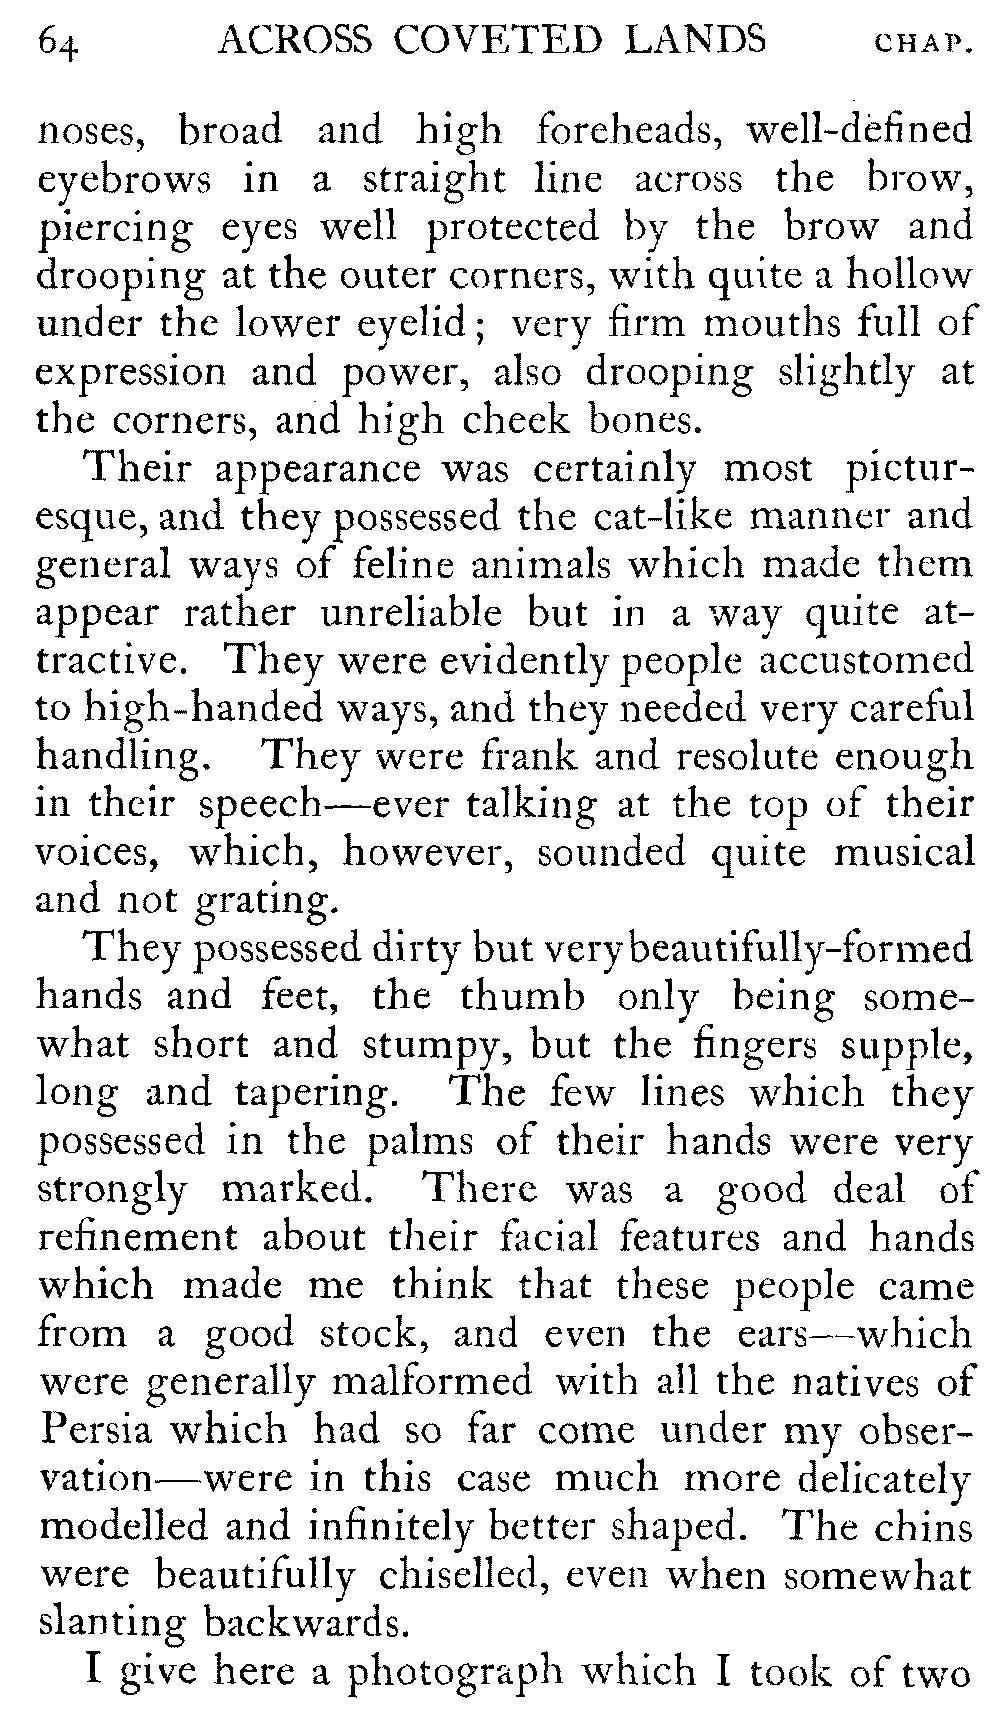 64 ACROSS COVETED LANDS CHAP.
noses, broad and high foreheads, well-defined
eyebrows in a straight line across the brow,
piercing eyes well protected by the brow and
drooping at the outer corners, with quite a hollow
under the lower eyelid; very firm mouths full of
expression and power, also drooping slightly at
the corners, and high cheek bones.
Their appearance was certainly most pictur-
esque, and they possessed the cat-like manner and
general ways of feline animals which made them
appear rather unreliable but in a way quite at-
tractive. They were evidently people accustomed
to high-handed ways, and they needed very careful
handling. They were frank and resolute enough
in their speech—ever talking at the top of their
voices, which, however, sounded quite musical
and not grating.
They possessed dirty but very beautifully-formed
hands and feet, the thumb only being some-
what short and stumpy, but the fingers supple,
long and tapering. The few lines which they
possessed in the palms of their hands were very
strongly marked. There was a good deal of
refinement about their facial features and hands
which made me think that these people came
from a good stock, and even the ears—which
were generally malformed with all the natives of
Persia which had so far come under my obser-
vation—were in this case much more delicately
modelled and infinitely better shaped. The chins
were beautifully chiselled, even when somewhat
slanting backwards.
I give here a photograph which I took of two